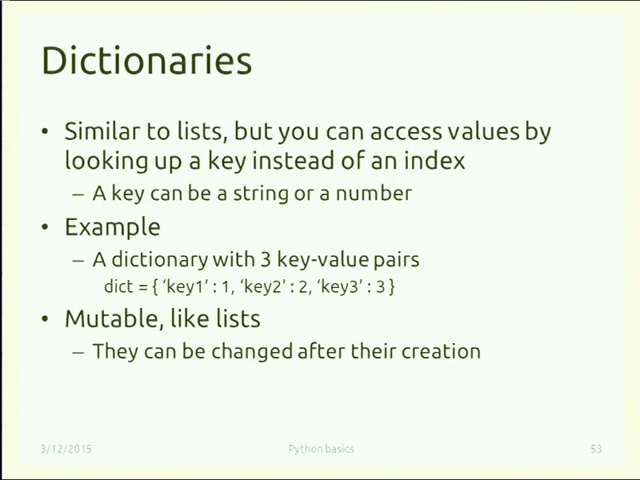 Dictionaries
• Similar to lists, but you can access values by
looking up a key instead of an index
– A key can be a string or a number
• Example
– A dictionary with 3 key-value pairs
dict = { ‘key1’ : 1, ‘key2’ : 2, ‘key3’ : 3 }
• Mutable, like lists
– They can be changed after their creation
3/12/2015 Python basics 53